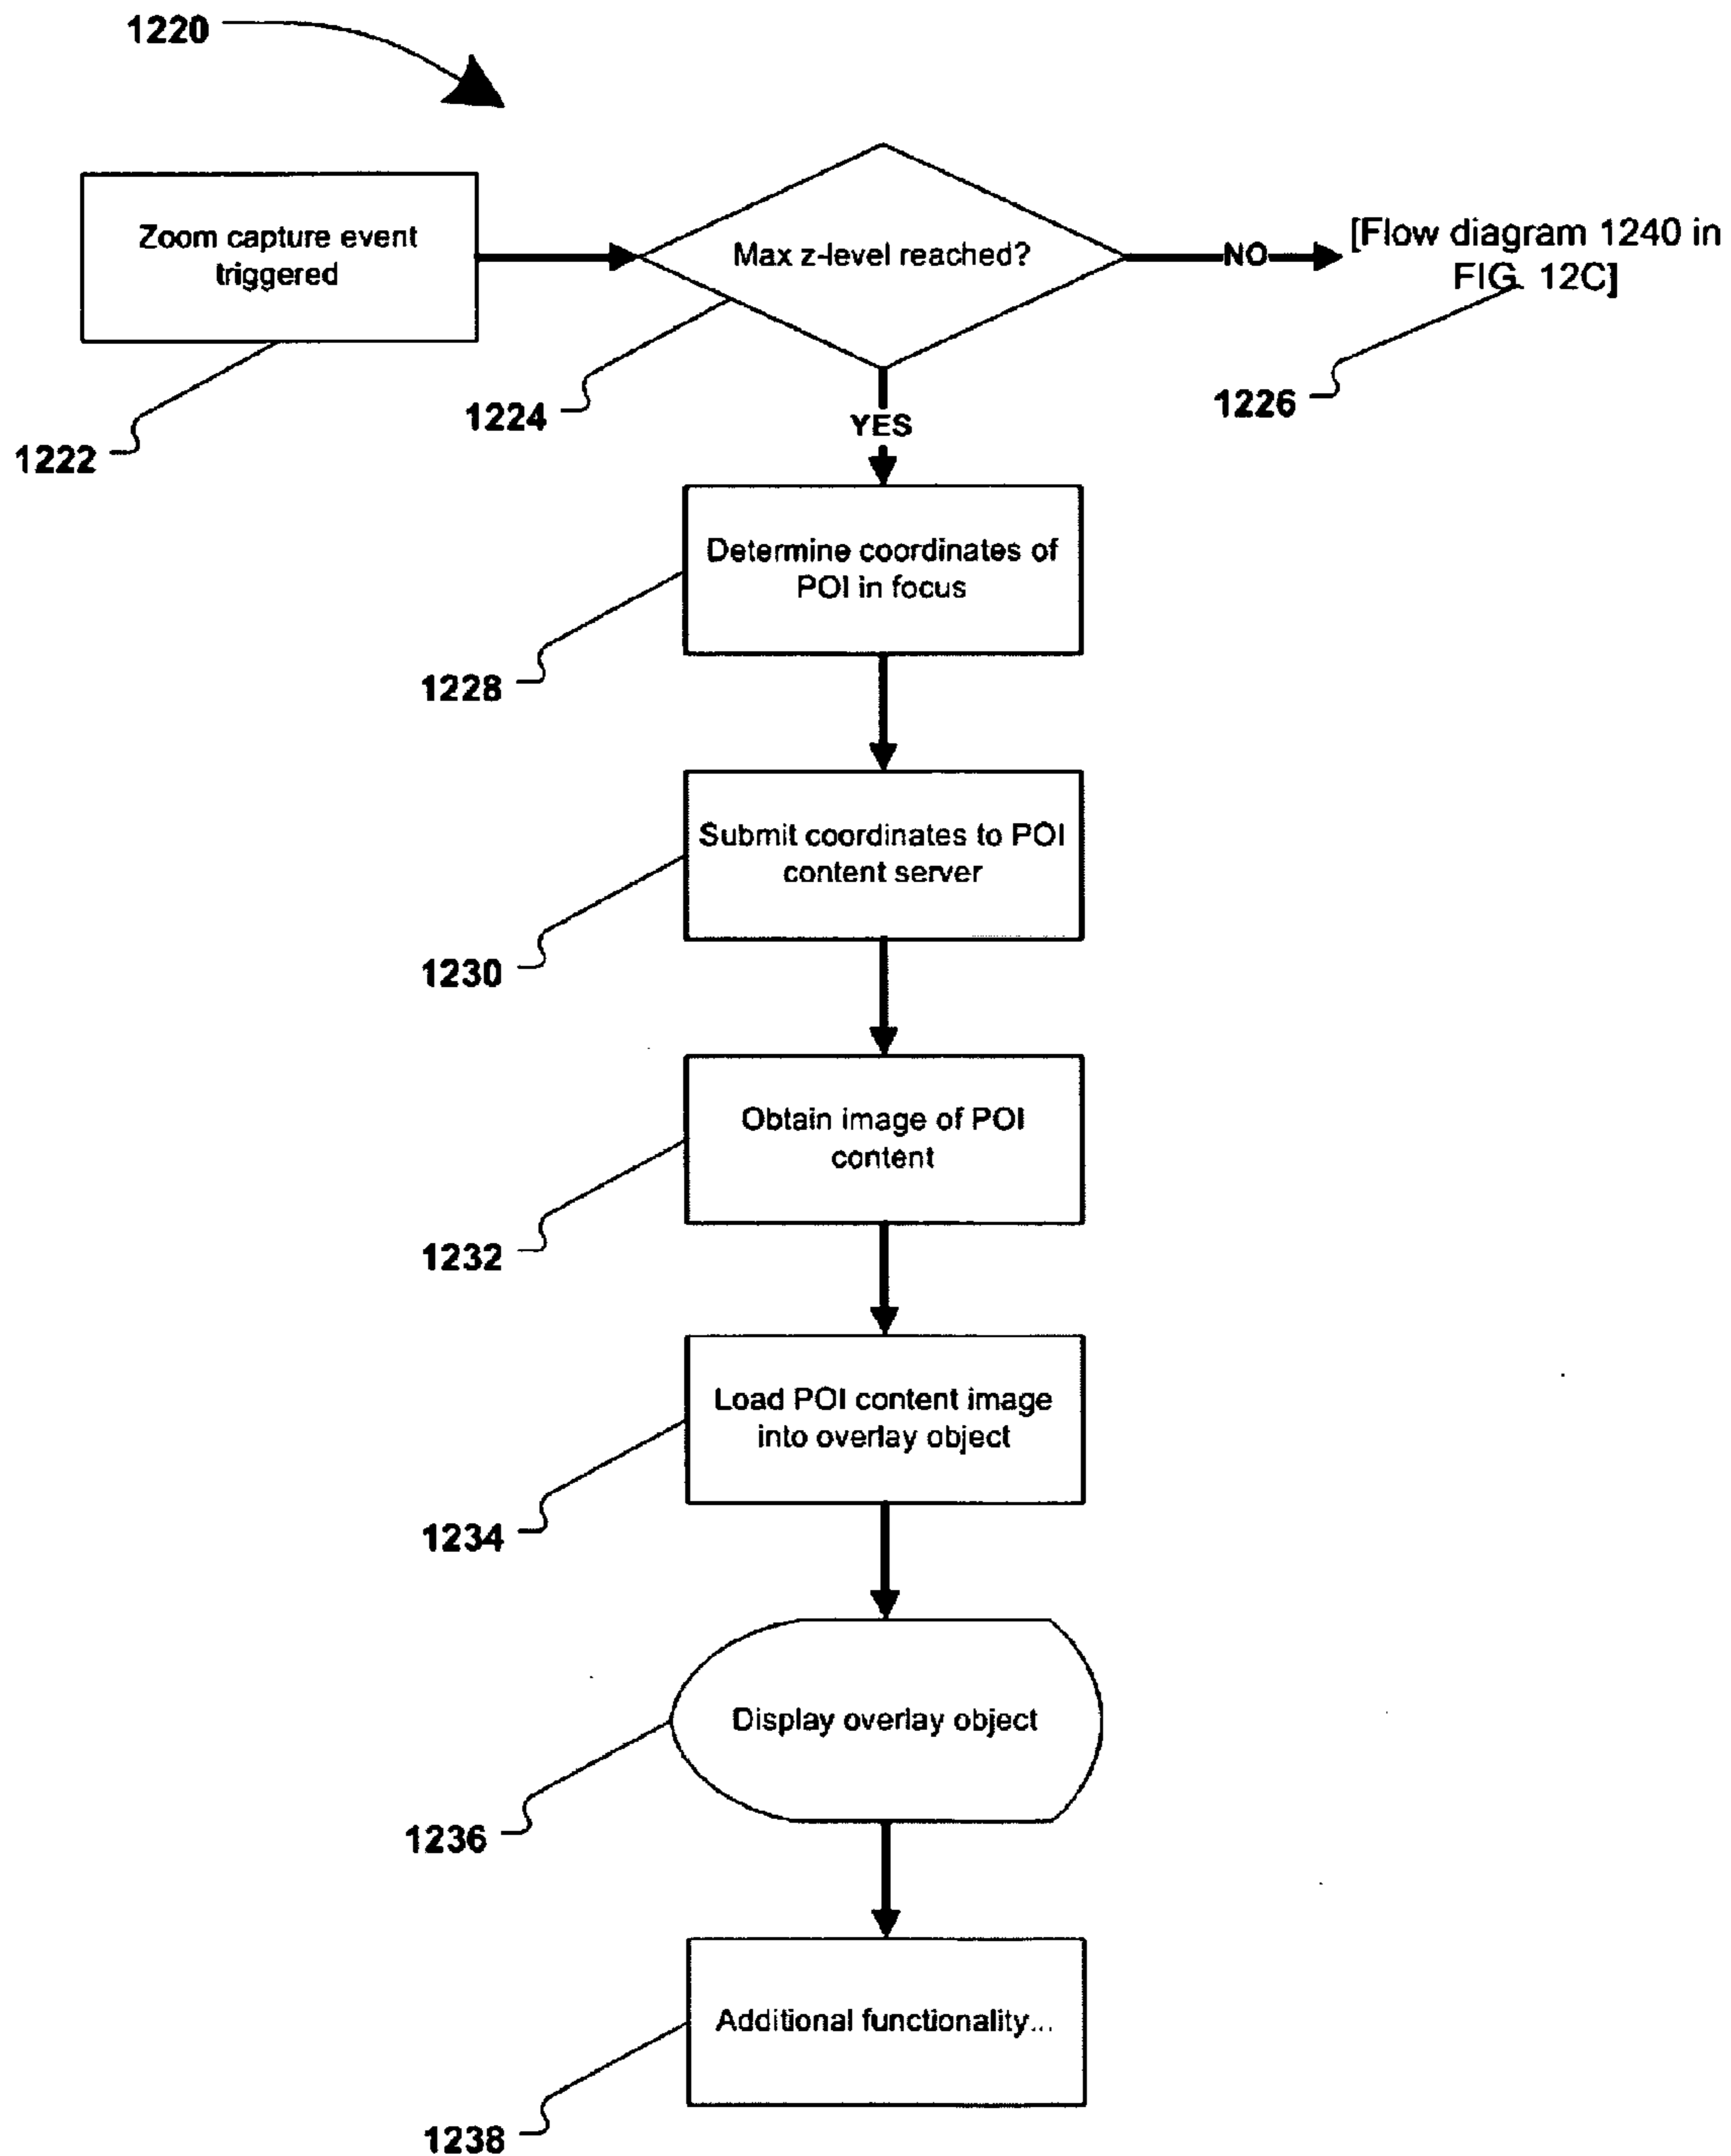 1220
Zoom capture event
triggered
Max z-level reached?
NO
[Flow diagram 1240 in
FIG. 12C]
1222
1224
1226
YES
Determine coordinates of
POI in focus
1228
Submit coordinates to POI
content server
1230
Obtain image of POI
content
1232
Load POI content image
into overlay object
1234
Display overlay object
1236
Additional functionality...
1238